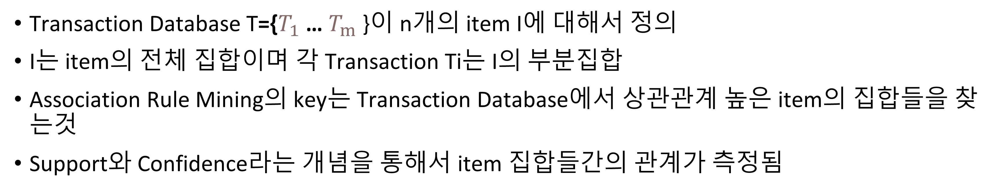 • Transaction Database T={T₁ ... Tₘ }이 n개의 item I에 대해서 정의
• I는 item의 전체 집합이며 각 Transaction Ti는 I의 부분집합
• Association Rule Mining의 key는 Transaction Database에서 상관관계 높은 item의 집합들을 찾
는것
• Support와 Confidence라는 개념을 통해서 item 집합들간의 관계가 측정됨